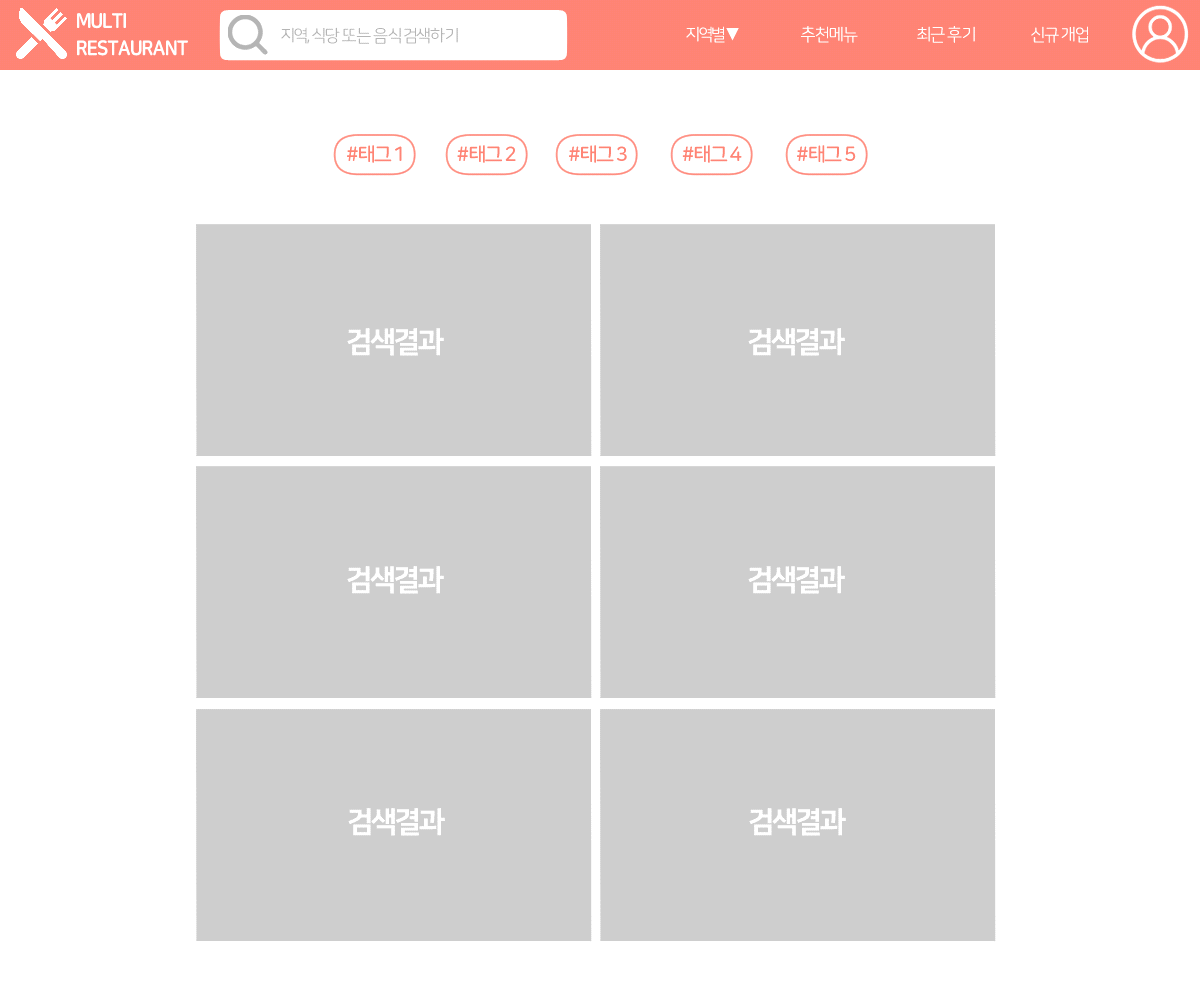 MULTI
RESTAURANT
지역, 식당 또는 음식 검색하기
지역별▼
추천메뉴
최근 후기
신규 개업
#태그 1
#태그 2
#태그 3
#태그 4
#태그 5
검색결과
검색결과
검색결과
검색결과
검색결과
검색결과